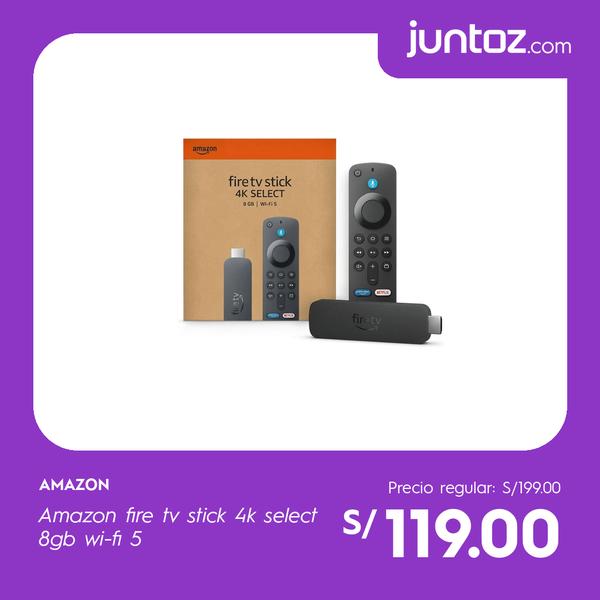 juntoz.com
amazon
fire tv stick
4K SELECT
8 GB | Wi-Fi 5
fire tv
NETFLIX
fire tv
NETFLIX
AMAZON
Precio regular: S/199.00
Amazon fire tv stick 4k select
8gb wi-fi 5
S/119.00